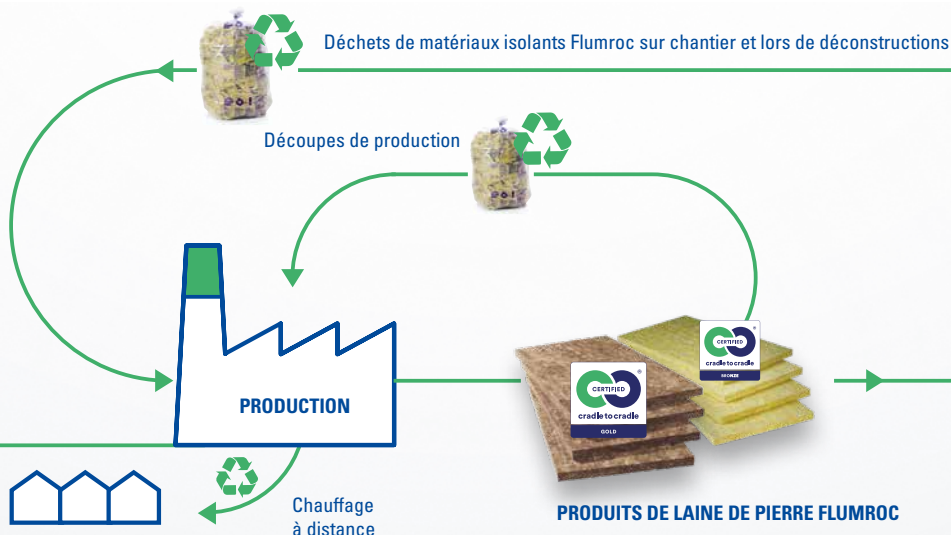 Déchets de matériaux isolants Flumroc sur chantier et lors de déconstructions
Découpes de production
PRODUCTION
CERTIFIED
cradle to cradle
BRONZE
CERTIFIED
cradle to cradle
GOLD
Chauffage
à distance
PRODUITS DE LAINE DE PIERRE FLUMROC